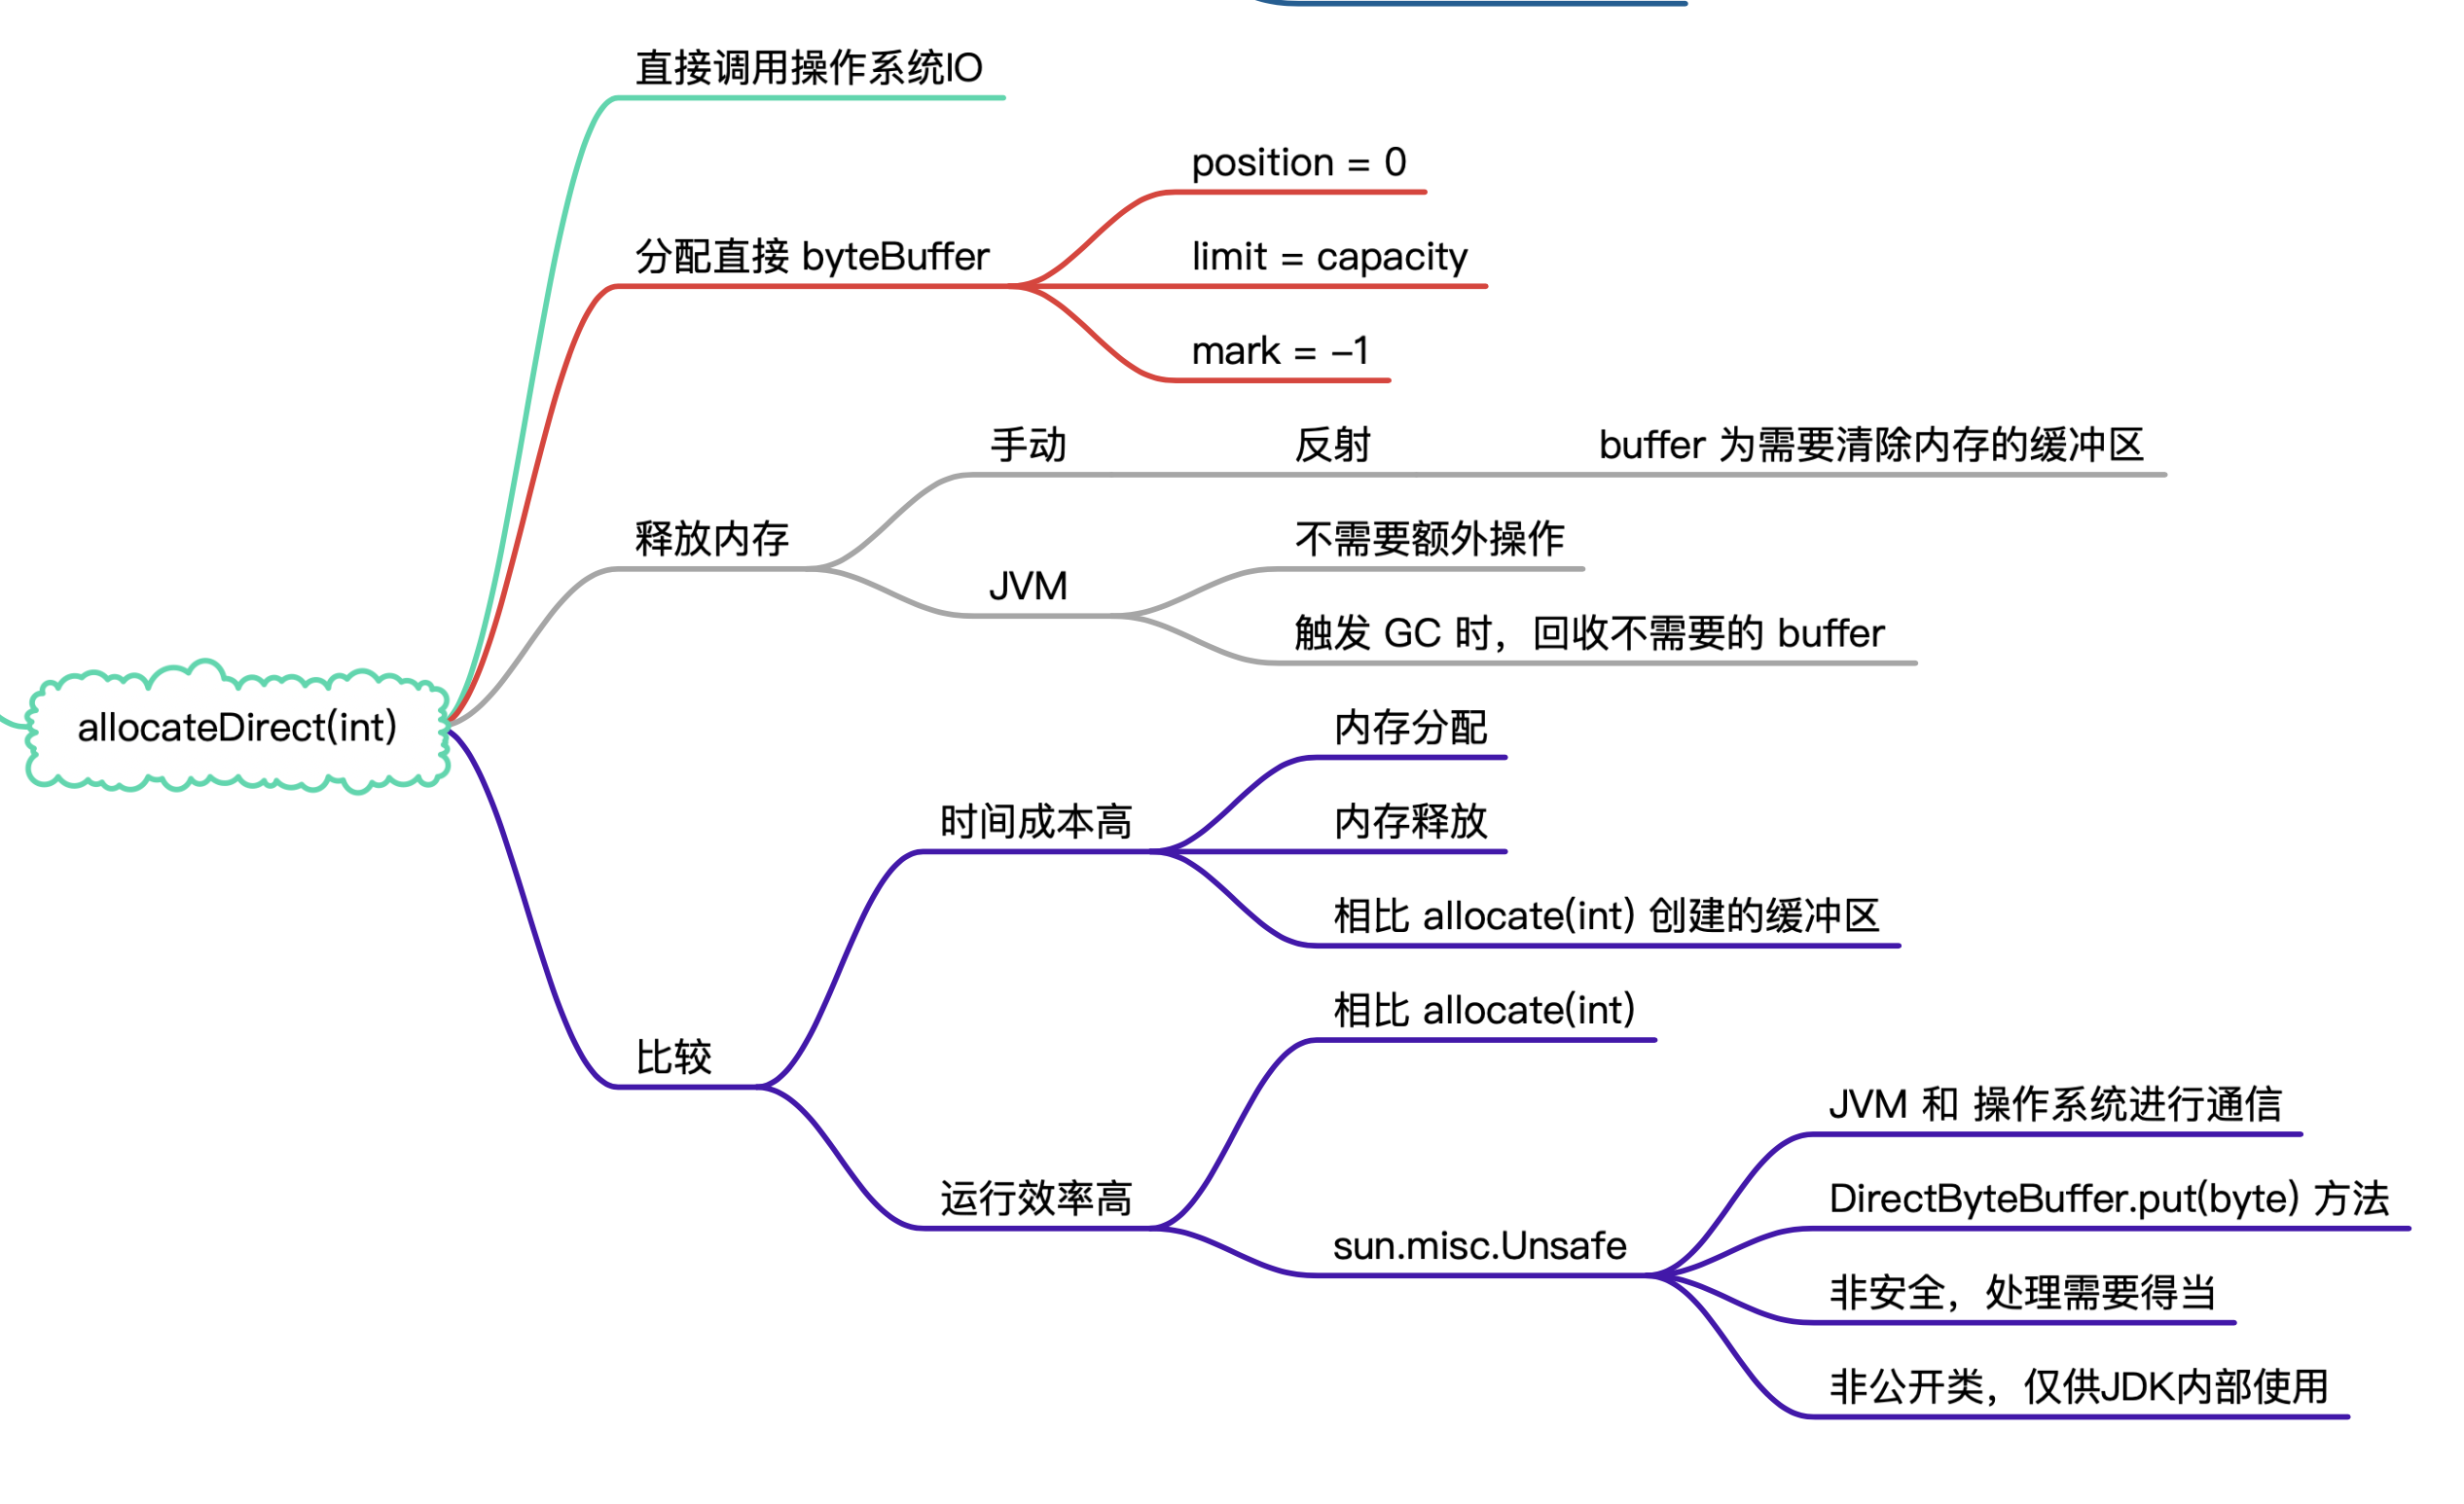 直接调用操作系统IO
position = 0
分配直接 byteBuffer
limit = capacity
mark = -1
手动
反射
buffer 为需要清除内存的缓冲区
释放内存
不需要额外操作
JVM
触发 GC 时，回收不需要的 buffer
allocateDirect(int)
内存分配
时间成本高
内存释放
相比 allocate(int) 创建的缓冲区
比较
相比 allocate(int)
运行效率高
JVM 和 操作系统进行通信
sun.misc.Unsafe
DirectByteBuffer.put(byte) 方法
非安全，处理需要得当
非公开类，仅供JDK内部使用